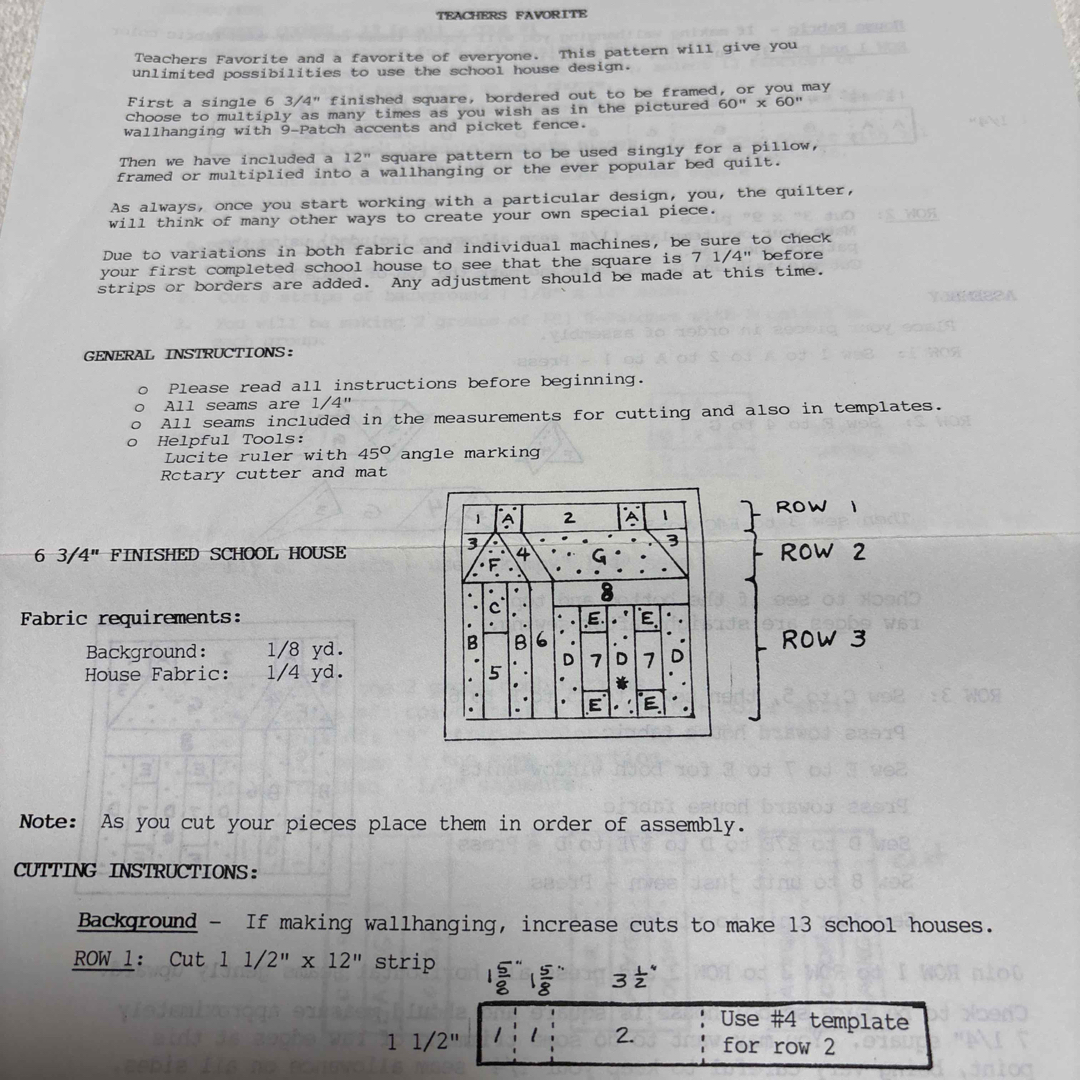 TEACHERS FAVORITE
Teachers Favorite and a favorite of everyone. This pattern will give you
unlimited possibilities to use the school house design.
First a single 6 3/4" finished square, bordered out to be framed, or you may
choose to multiply as many times as you wish as in the pictured 60" x 60"
wallhanging with 9-Patch accents and picket fence.
Then we have included a 12" square pattern to be used singly for a pillow,
framed or multiplied into a wallhanging or the ever popular bed quilt.
As always, once you start working with a particular design, you, the quilter,
will think of many other ways to create your own special piece.
Due to variations in both fabric and individual machines, be sure to check
your first completed school house to see that the square is 7 1/4" before
strips or borders are added. Any adjustment should be made at this time.
GENERAL INSTRUCTIONS:
o Please read all instructions before beginning.
o All seams are 1/4"
o All seams included in the measurements for cutting and also in templates.
o Helpful Tools:
Lucite ruler with 45º angle marking
Rotary cutter and mat
1 A 2 A 1 ROW 1
3 F 4 G 3 ROW 2
6 3/4" FINISHED SCHOOL HOUSE
8
C E E
Fabric requirements:
B B 6 D 7 D 7 D ROW 3
Background: 1/8 yd.
House Fabric: 1/4 yd.
5 *
E E
Note: As you cut your pieces place them in order of assembly.
CUTTING INSTRUCTIONS:
Background - If making wallhanging, increase cuts to make 13 school houses.
ROW 1: Cut 1 1/2" x 12" strip
1 5/8" 1 5/8" 3 1/2"
1 1/2" 1 1 2. Use #4 template
for row 2